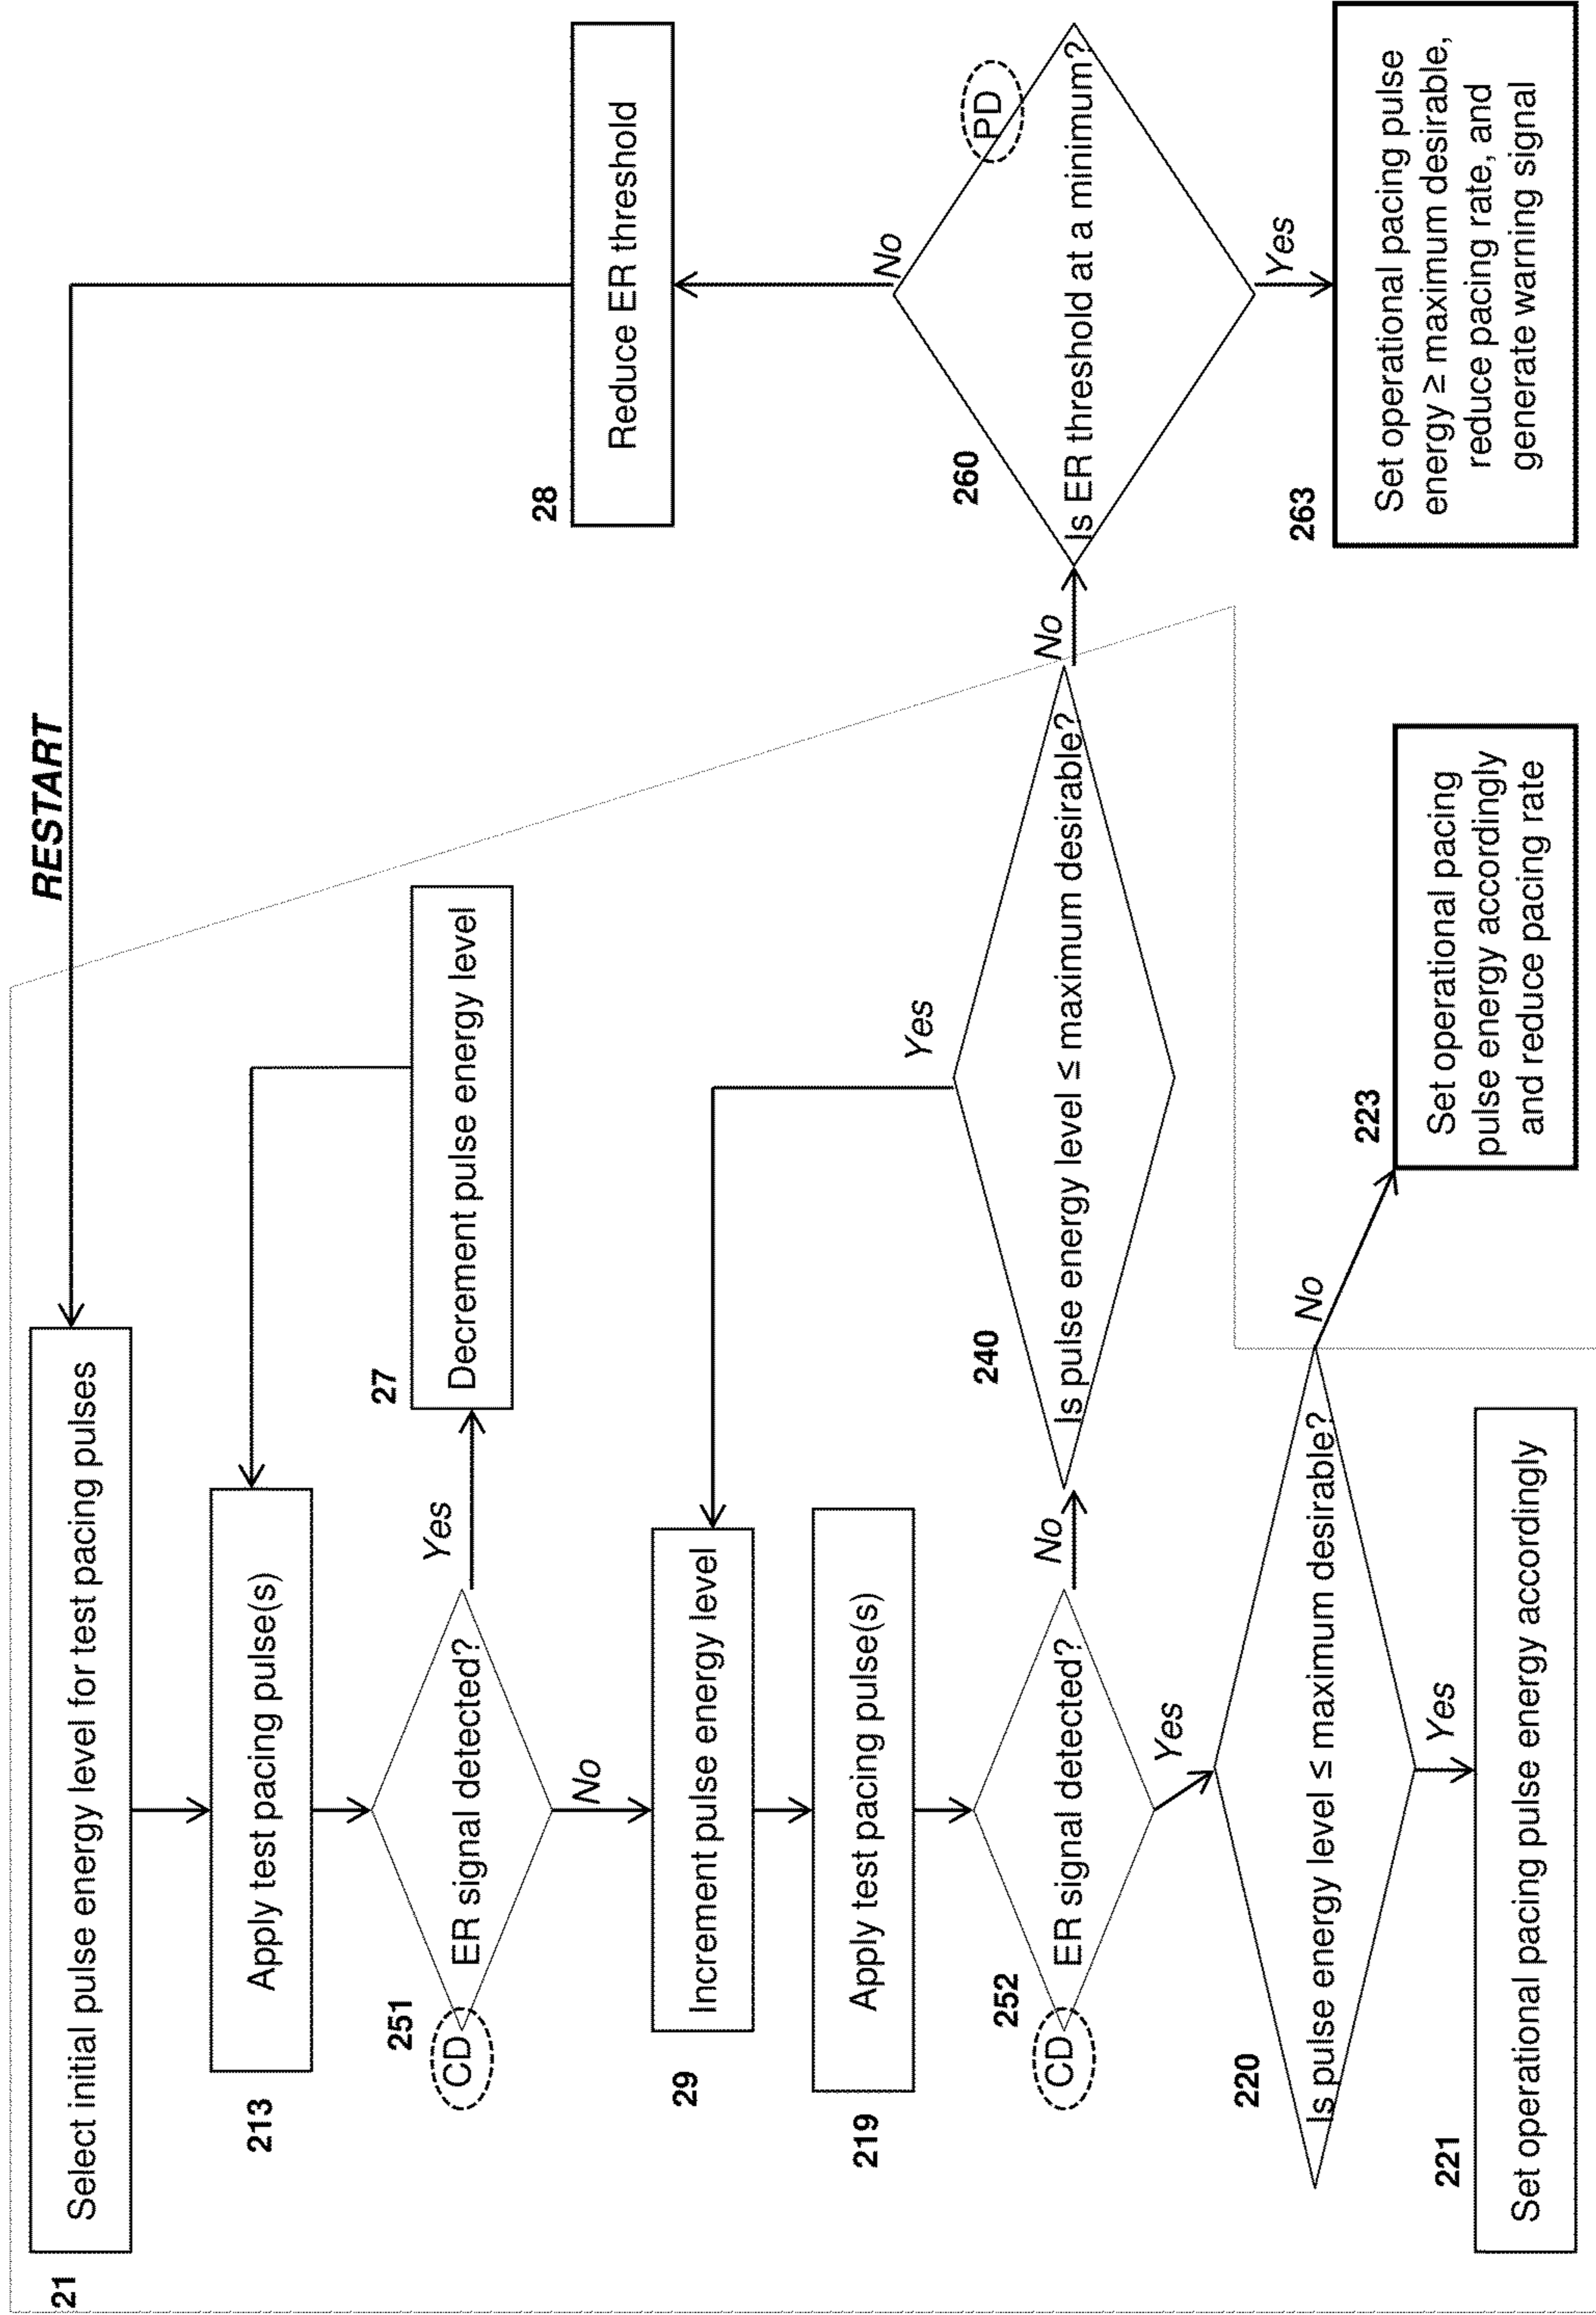 RESTART
21
Select initial pulse energy level for test pacing pulses
213
Apply test pacing pulse(s)
251
CD
ER signal detected?
Yes
27
Decrement pulse energy level
No
29
Increment pulse energy level
219
Apply test pacing pulse(s)
252
CD
ER signal detected?
No
240
Is pulse energy level ≤ maximum desirable?
Yes
No
260
Is ER threshold at a minimum?
PD
No
28
Reduce ER threshold
Yes
263
Set operational pacing pulse
energy ≥ maximum desirable,
reduce pacing rate, and
generate warning signal
Yes
220
Is pulse energy level ≤ maximum desirable?
No
223
Set operational pacing
pulse energy accordingly
and reduce pacing rate
Yes
221
Set operational pacing pulse energy accordingly